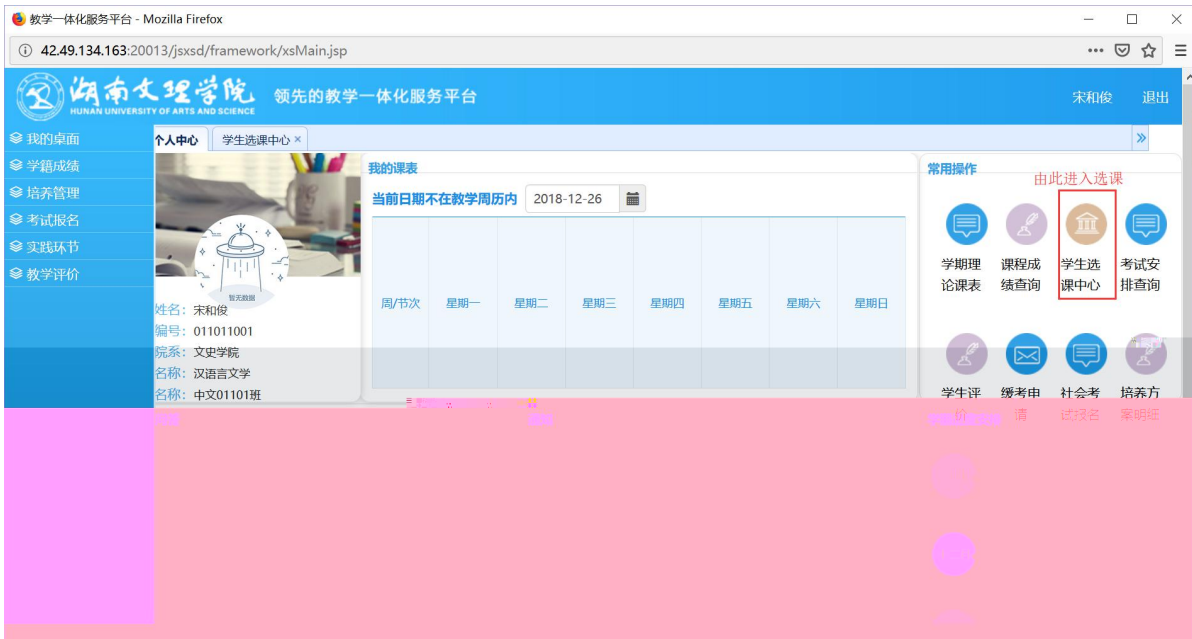 教学一体化服务平台 - Mozilla Firefox
42.49.134.163:20013/jsxsd/framework/xsMain.jsp
湖南文理学院
HUNAN UNIVERSITY OF ARTS AND SCIENCE
领先的教学一体化服务平台
宋和俊 退出
我的桌面
学籍成绩
培养管理
考试报名
实践环节
教学评价
个人中心 学生选课中心 ×
暂无数据
姓名：宋和俊
编号：011011001
院系：文史学院
名称：汉语言文学
名称：中文01101班
我的课表
当前日期不在教学周历内 2018-12-26
周/节次 星期一 星期二 星期三 星期四 星期五 星期六 星期日
常用操作
由此进入选课
学期理论课表
课程成绩查询
学生选课中心
考试安排查询
学生评价
缓考申请
社会考试报名
培养方案明细